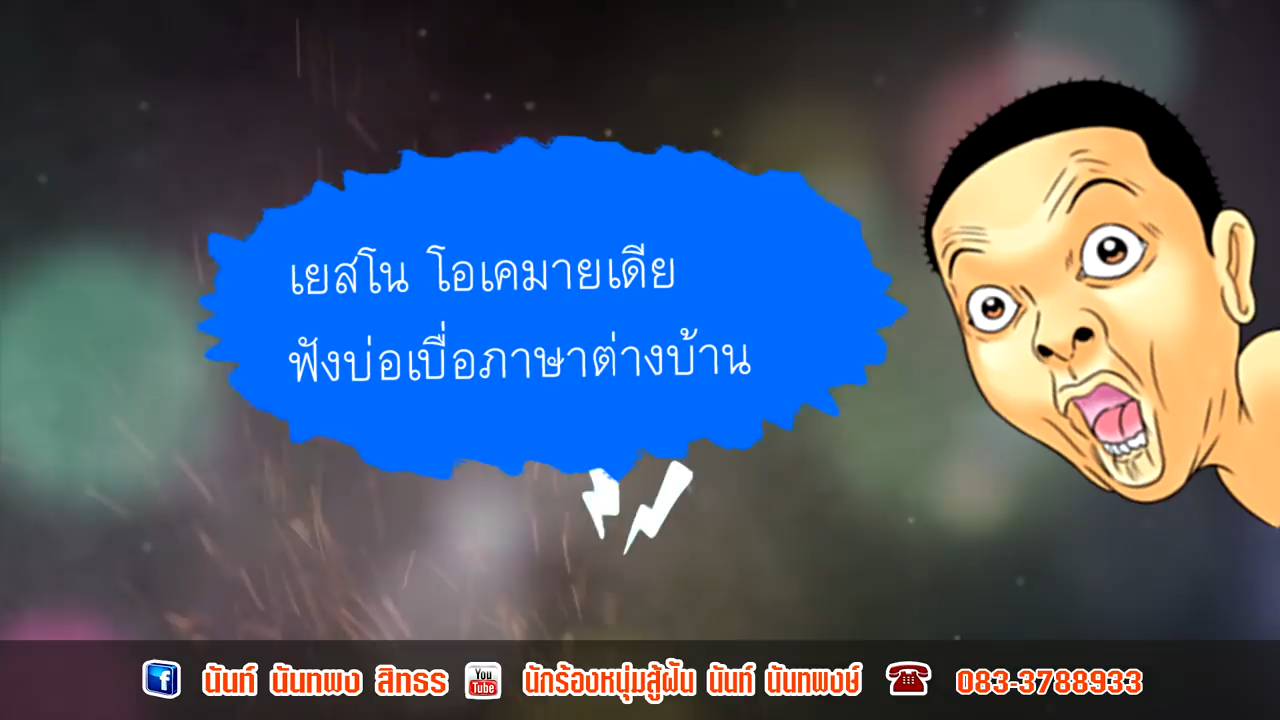 เยสโน โอเคมายเดีย
ฟังบ่อเบื่อภาษาต่างบ้าน
นันท์ นันทพง สิทธร You Tube นักร้องหนุ่มสู้ฝัน นันท์ นันทพงษ์ 083-3788933